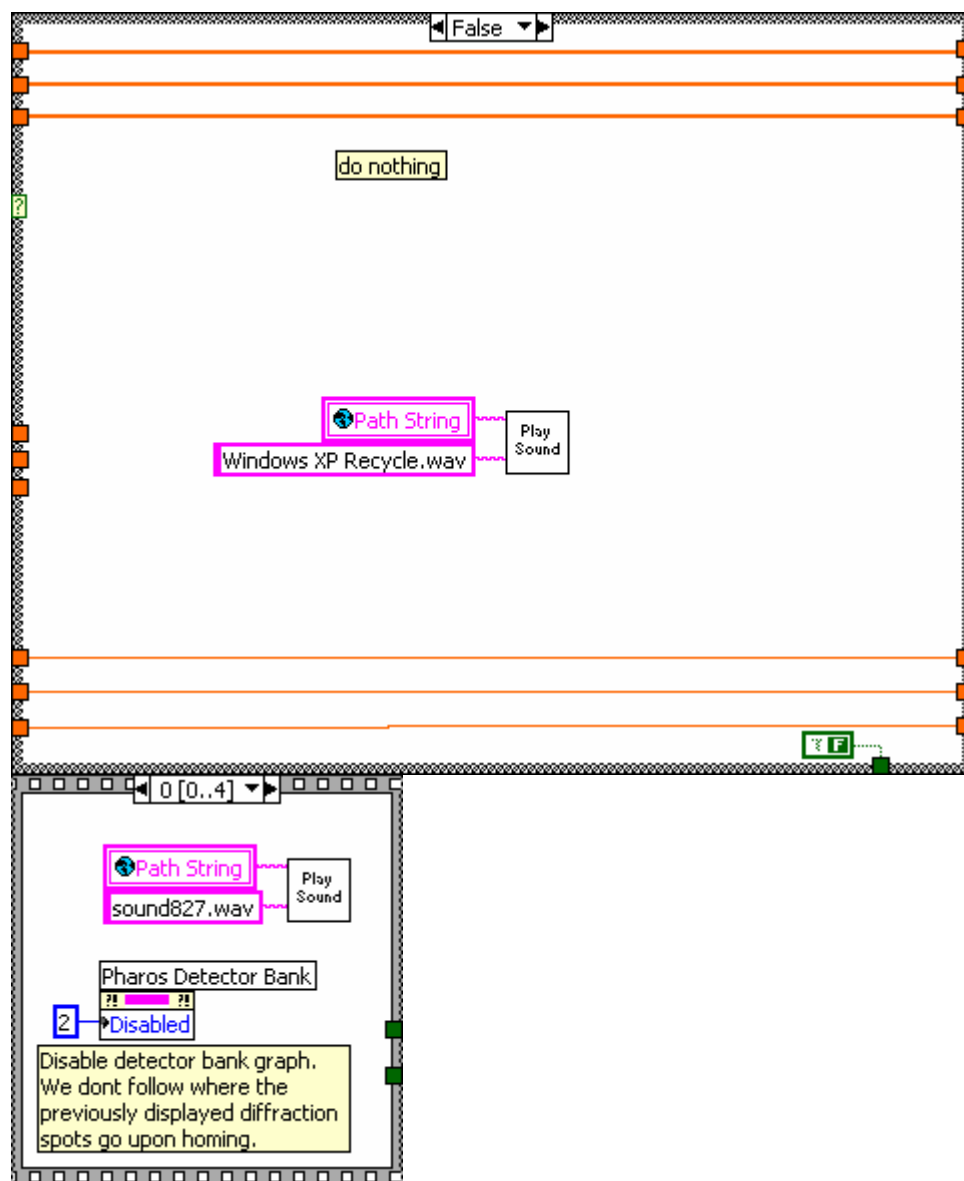 False
do nothing
?
Path String
Play
Sound
Windows XP Recycle.wav
? F
0 [0..4]
Path String
Play
Sound
sound827.wav
Pharos Detector Bank
?! ?!
2
Disabled
Disable detector bank graph.
We dont follow where the
previously displayed diffraction
spots go upon homing.